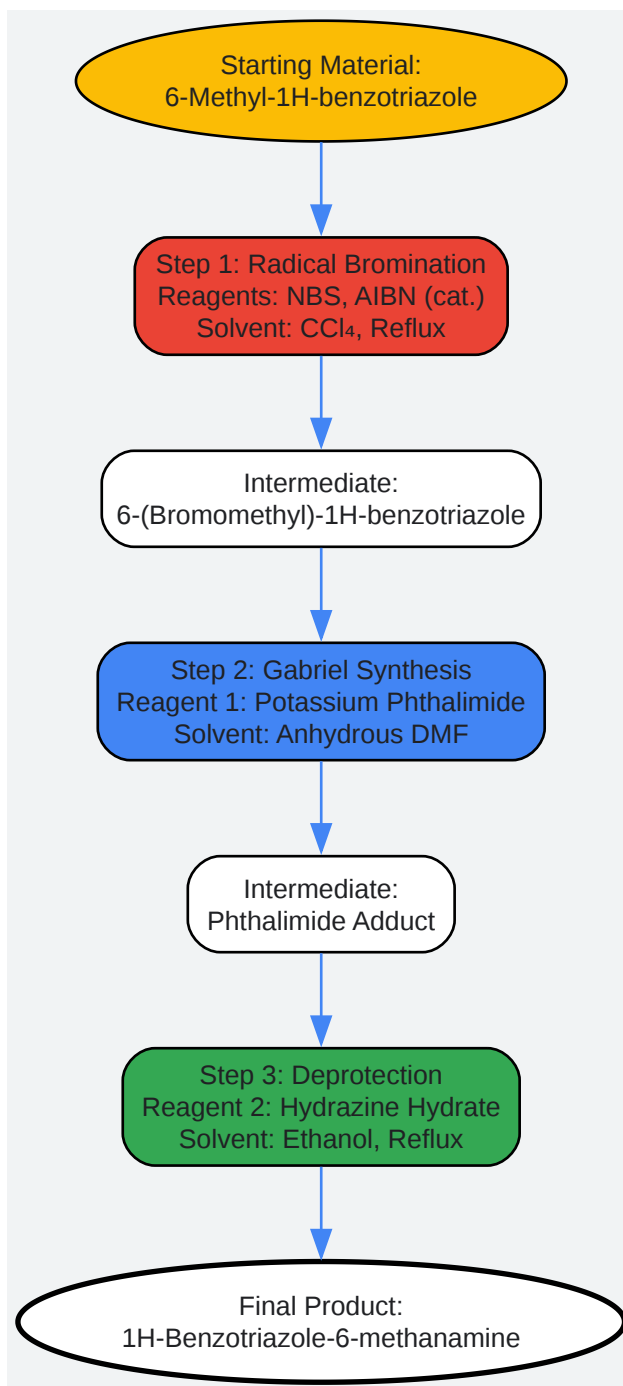 Starting Material:
6-Methyl-1H-benzotriazole
Step 1: Radical Bromination
Reagents: NBS, AIBN (cat.)
Solvent: CCl₄, Reflux
Intermediate:
6-(Bromomethyl)-1H-benzotriazole
Step 2: Gabriel Synthesis
Reagent 1: Potassium Phthalimide
Solvent: Anhydrous DMF
Intermediate:
Phthalimide Adduct
Step 3: Deprotection
Reagent 2: Hydrazine Hydrate
Solvent: Ethanol, Reflux
Final Product:
1H-Benzotriazole-6-methanamine